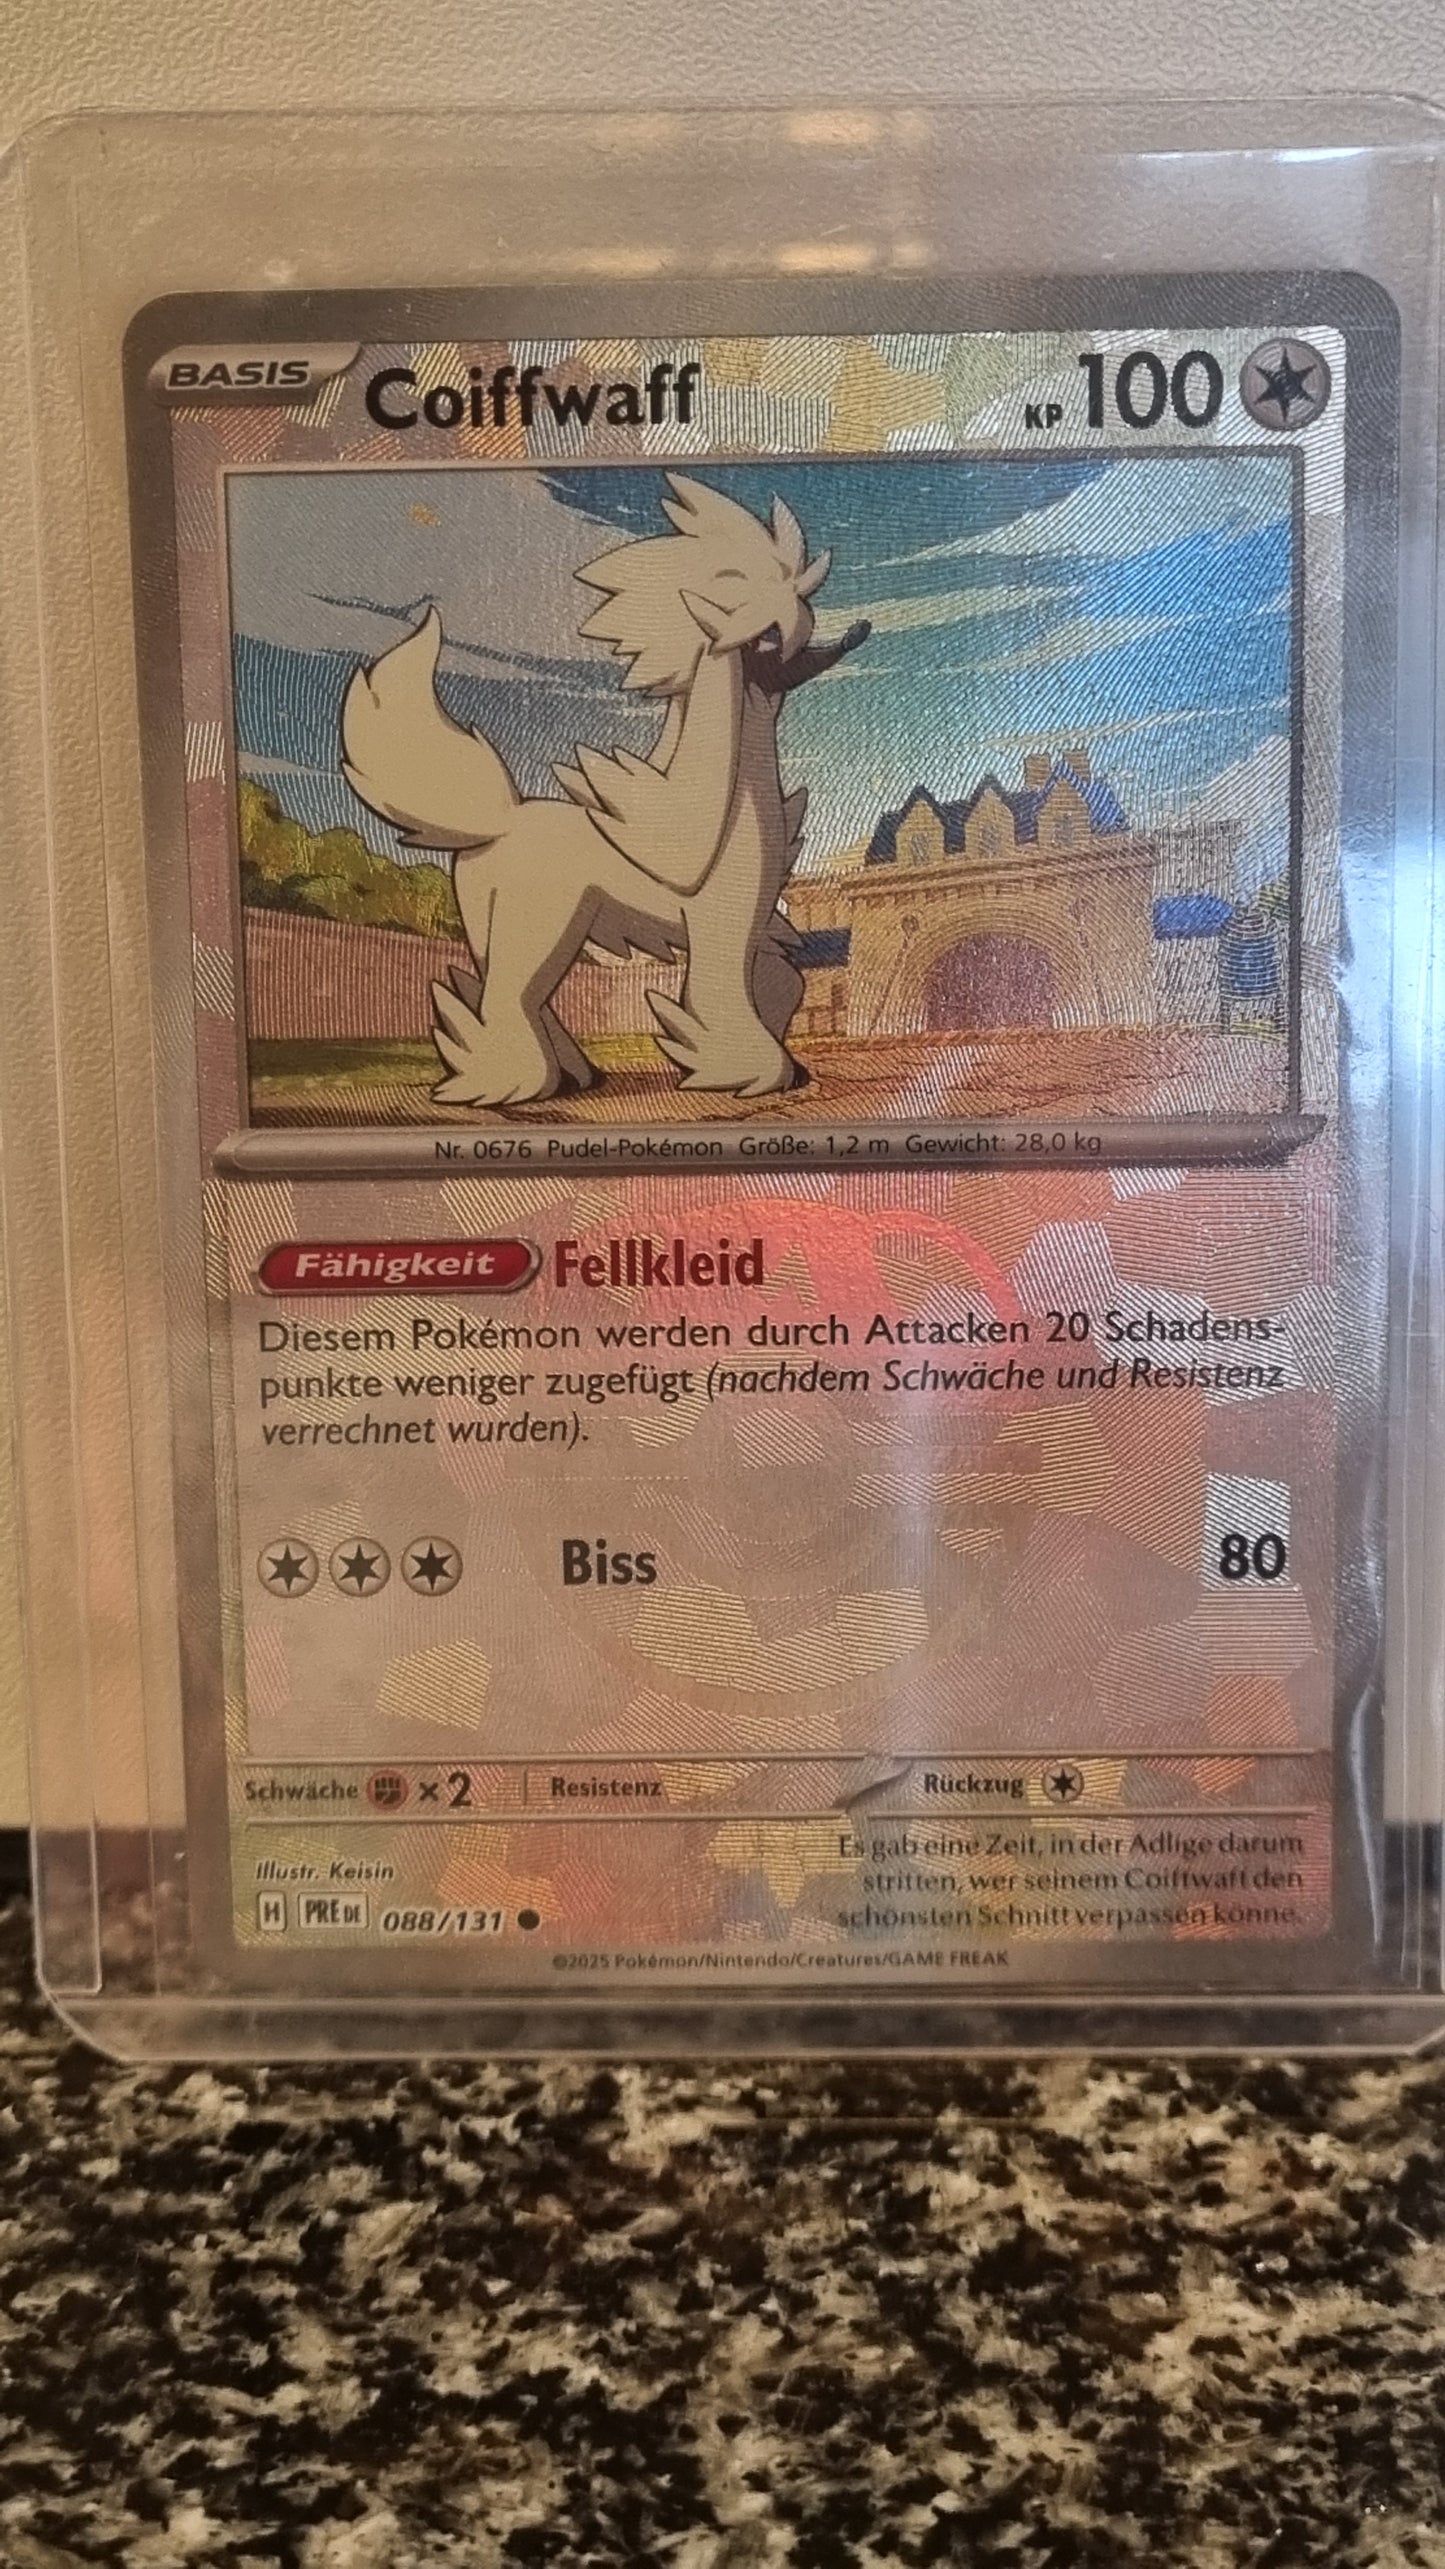 BASIS Coiffwaff KP 100
Nr. 0676 Pudel-Pokémon Größe: 1,2 m Gewicht: 28,0 kg
Fähigkeit Fellkleid
Diesem Pokémon werden durch Attacken 20 Schadens-
punkte weniger zugefügt (nachdem Schwäche und Resistenz
verrechnet wurden).
Biss 80
Schwäche ×2 Resistenz Rückzug
Es gab eine Zeit, in der Adlige darum
stritten, wer seinem Coiffwaff den
schönsten Schnitt verpassen könne.
Illustr. Keisin
H PRE DE 088/131
©2025 Pokémon/Nintendo/Creatures/GAME FREAK